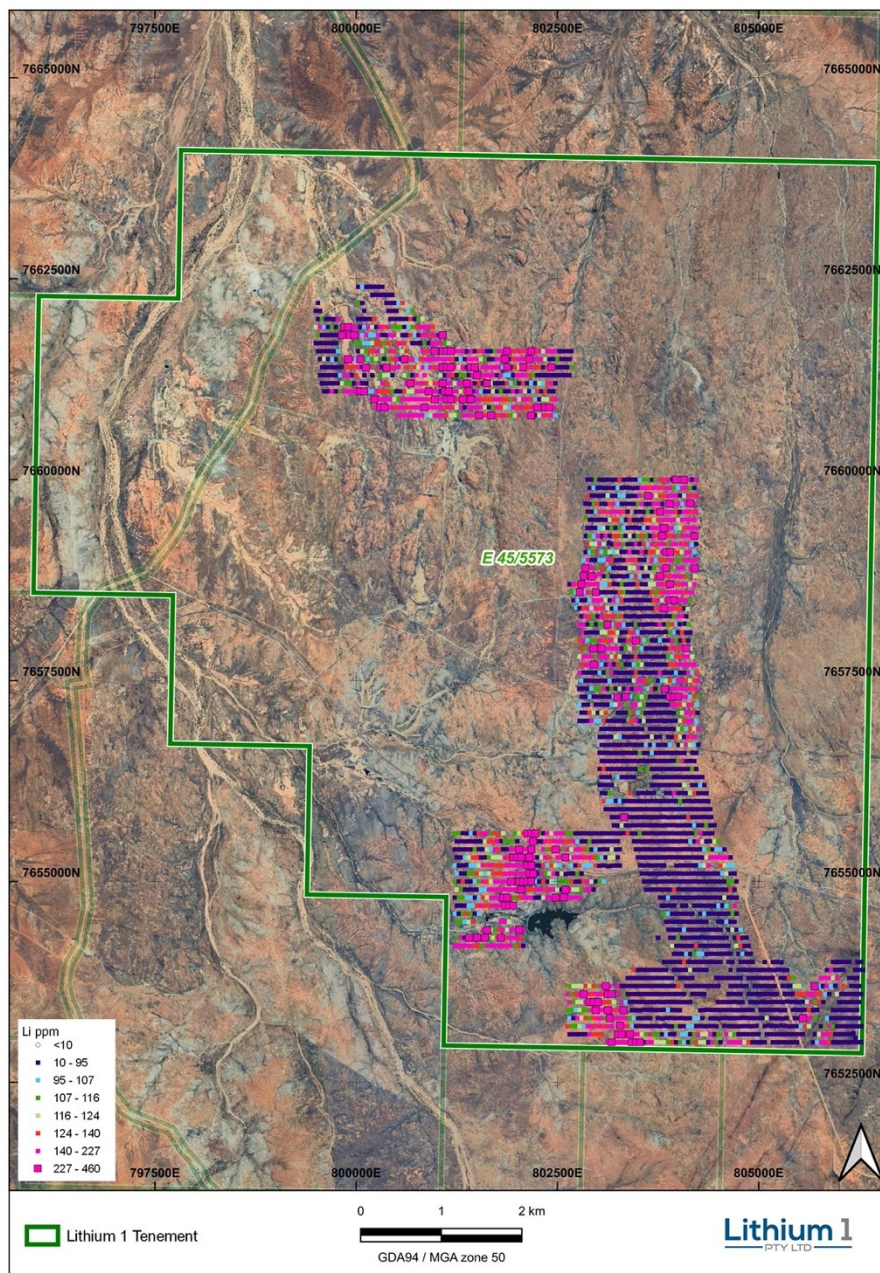 797500E 800000E 802500E 805000E
7665000N 7665000N
7662500N 7662500N
7660000N 7660000N
E 45/5573
7657500N 7657500N
7655000N 7655000N
7652500N
Li ppm
<10
10 - 95
95 - 107
107 - 116
116 - 124
124 - 140
140 - 227
227 - 460
797500E 800000E 802500E 805000E
Lithium 1 Tenement
0 1 2 km
GDA94 / MGA zone 50
Lithium 1
PTY LTD